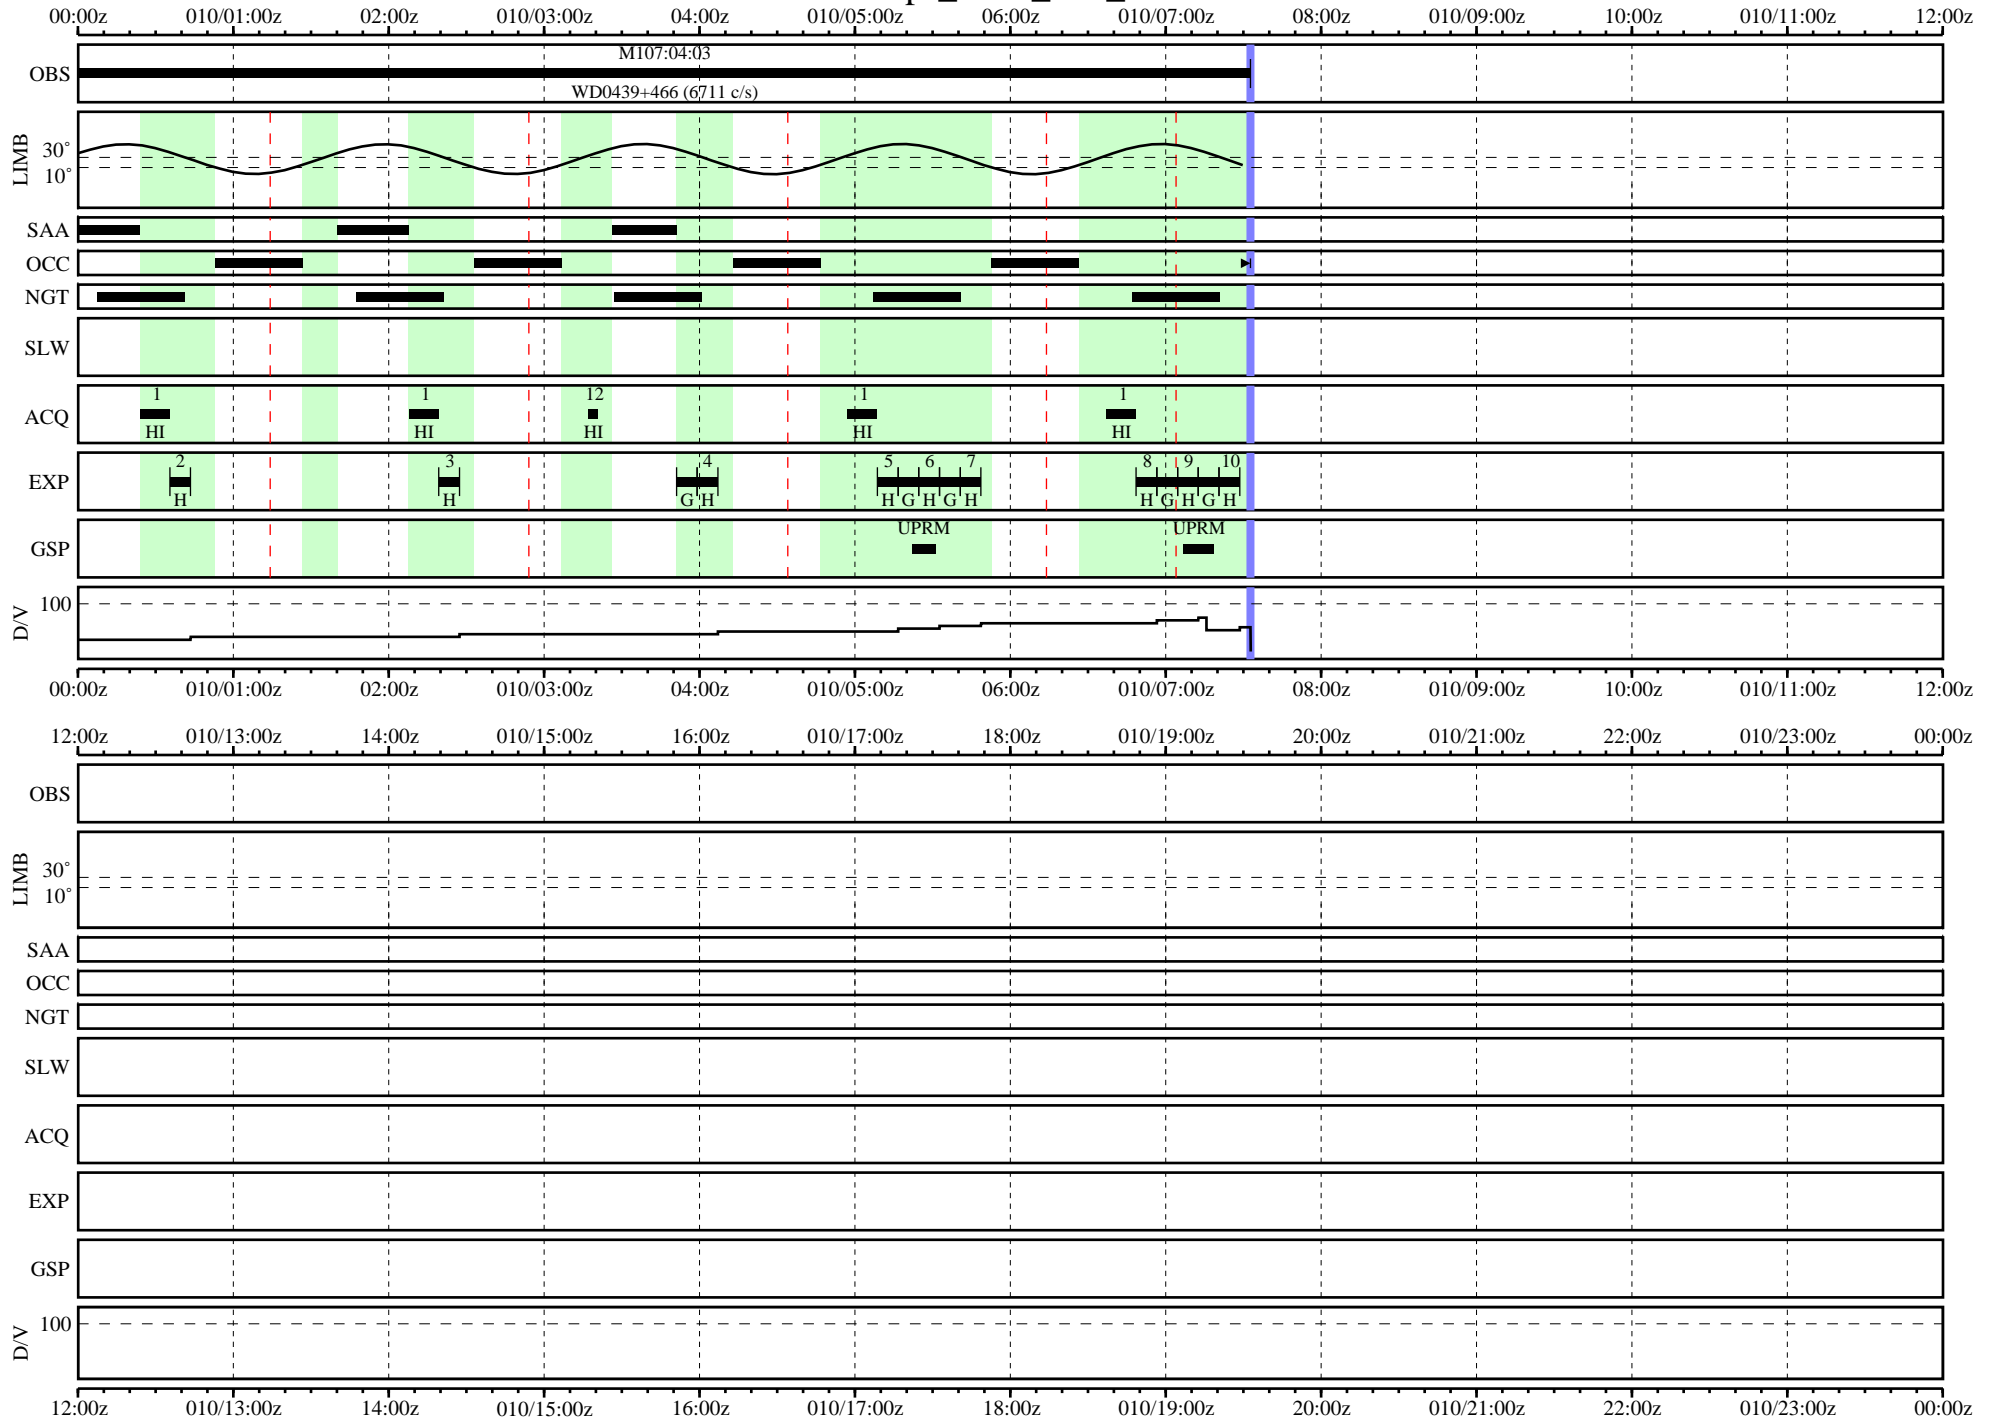 00:00z 010/01:00z 02:00z 010/03:00z 04:00z 010/05:00z 06:00z 010/07:00z 08:00z 010/09:00z 10:00z 010/11:00z 12:00z
OBS
M107:04:03
WD0439+466 (6711 c/s)
LIMB
30°
10°
SAA
OCC
NGT
SLW
ACQ
1 1 12 1 1
HI HI HI HI HI
EXP
2 3 4 5 6 7 8 9 10
H H G H H G H G H H G H G H
GSP
UPRM UPRM
D/V
100
00:00z 010/01:00z 02:00z 010/03:00z 04:00z 010/05:00z 06:00z 010/07:00z 08:00z 010/09:00z 10:00z 010/11:00z 12:00z
12:00z 010/13:00z 14:00z 010/15:00z 16:00z 010/17:00z 18:00z 010/19:00z 20:00z 010/21:00z 22:00z 010/23:00z 00:00z
OBS
LIMB
30°
10°
SAA
OCC
NGT
SLW
ACQ
EXP
GSP
D/V
100
12:00z 010/13:00z 14:00z 010/15:00z 16:00z 010/17:00z 18:00z 010/19:00z 20:00z 010/21:00z 22:00z 010/23:00z 00:00z